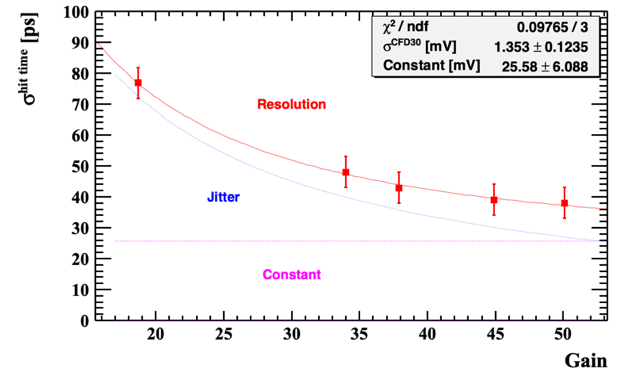 σ^hit time [ps]
100
90
80
70
60
50
40
30
20
10
0
χ² / ndf 0.09765 / 3
σ^CFD30 [mV] 1.353 ± 0.1235
Constant [mV] 25.58 ± 6.088
Resolution
Jitter
Constant
20 25 30 35 40 45 50
Gain